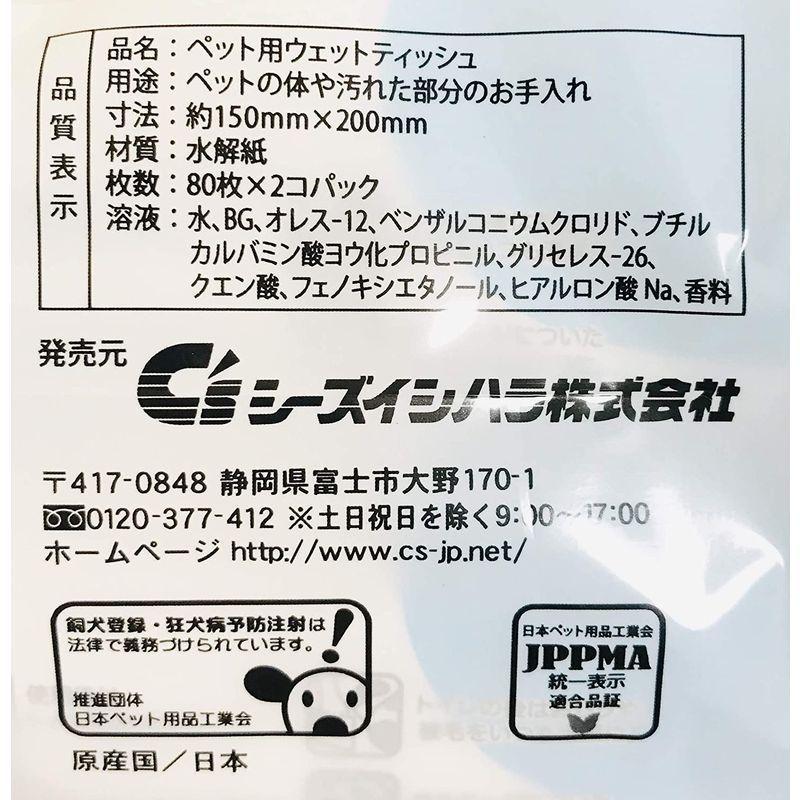 品質表示
品名：ペット用ウェットティッシュ
用途：ペットの体や汚れた部分のお手入れ
寸法：約150mm×200mm
材質：水解紙
枚数：80枚×2コパック
溶液：水、BG、オレス-12、ベンザルコニウムクロリド、ブチル
カルバミン酸ヨウ化プロピニル、グリセレス-26、
クエン酸、フェノキシエタノール、ヒアルロン酸Na、香料
発売元
C's シーズイシハラ株式会社
〒417-0848 静岡県富士市大野170-1
0120-377-412 ※土日祝日を除く9:00～17:00
ホームページ http://www.cs-jp.net/
飼犬登録・狂犬病予防注射は
法律で義務づけられています。
推進団体
日本ペット用品工業会
日本ペット用品工業会
JPPMA
統一表示
適合品証
原産国／日本